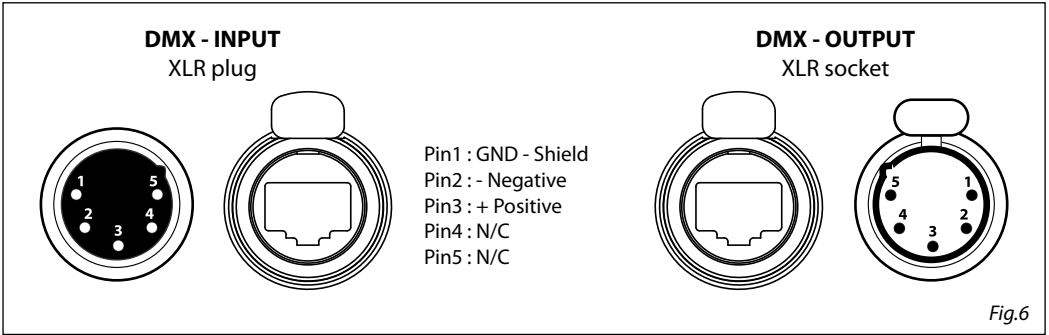 DMX - INPUT
XLR plug
1
5
2
4
3
Pin1 : GND - Shield
Pin2 : - Negative
Pin3 : + Positive
Pin4 : N/C
Pin5 : N/C
DMX - OUTPUT
XLR socket
5
1
4
2
3
Fig.6